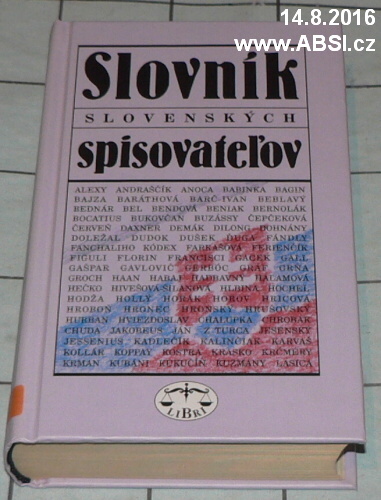 14.8.2016
www.ABSI.cz
Slovník
SLOVENSKÝCH
spisovateľov
ALEXY ANDRAŠČÍK ANOCA BABINKA BAGIN
BAJZA BARÁTHOVÁ BARČ-IVAN BEBLAVÝ
BEDNÁR BEL BENDOVÁ BENIAK BERNOLÁK
BOCATIUS BUKOVČAN BUZÁSSY ČEPČEKOVÁ
ČERVEŇ DAXNER DEMÁK DILONG DOHNÁNY
DOLEŽAL DUDOK DUŠEK DÚGA FÁNDLY
FANCHALIHO KÓDEX FARKAŠOVÁ FERIENČÍK
FIGULI FLORIN FRANCISCI GACEK GALL
GAŠPAR GAVLOVIČ GERBÓC GRAF GRŇA
GROCH HAAN HABAJ HADRAVNÝ HALAMOVÁ
HEČKO HIVEŠOVÁ-ŠILANOVÁ HLBINA HOCHEL
HODŽA HOLLÝ HORÁK HOROV HRICOVÁ
HROBOŇ HRONEC HRONSKÝ HRUŠOVSKÝ
HURBAN HVIEZDOSLAV CHALUPKA CHROBÁK
CHUDA JAKOBEUS JÁN Z TURCA JESENSKÝ
JESSENIUS KADLEČÍK KALINČIAK KARVAŠ
KOLLÁR KOPPAY KOSTRA KRASKO KRČMÉRY
KRMAN KUBÁNI KUKUČÍN KUZMÁNY LASICA
LIBRI